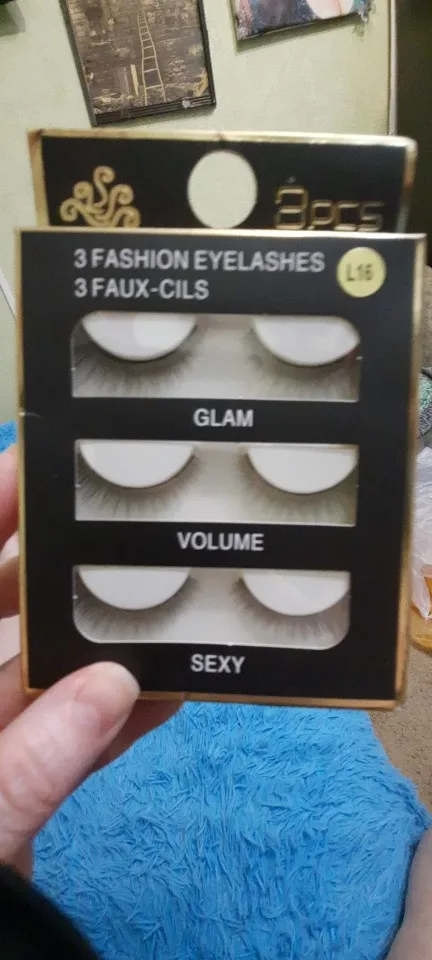 3pcs
3 FASHION EYELASHES
3 FAUX-CILS
L16
GLAM
VOLUME
SEXY